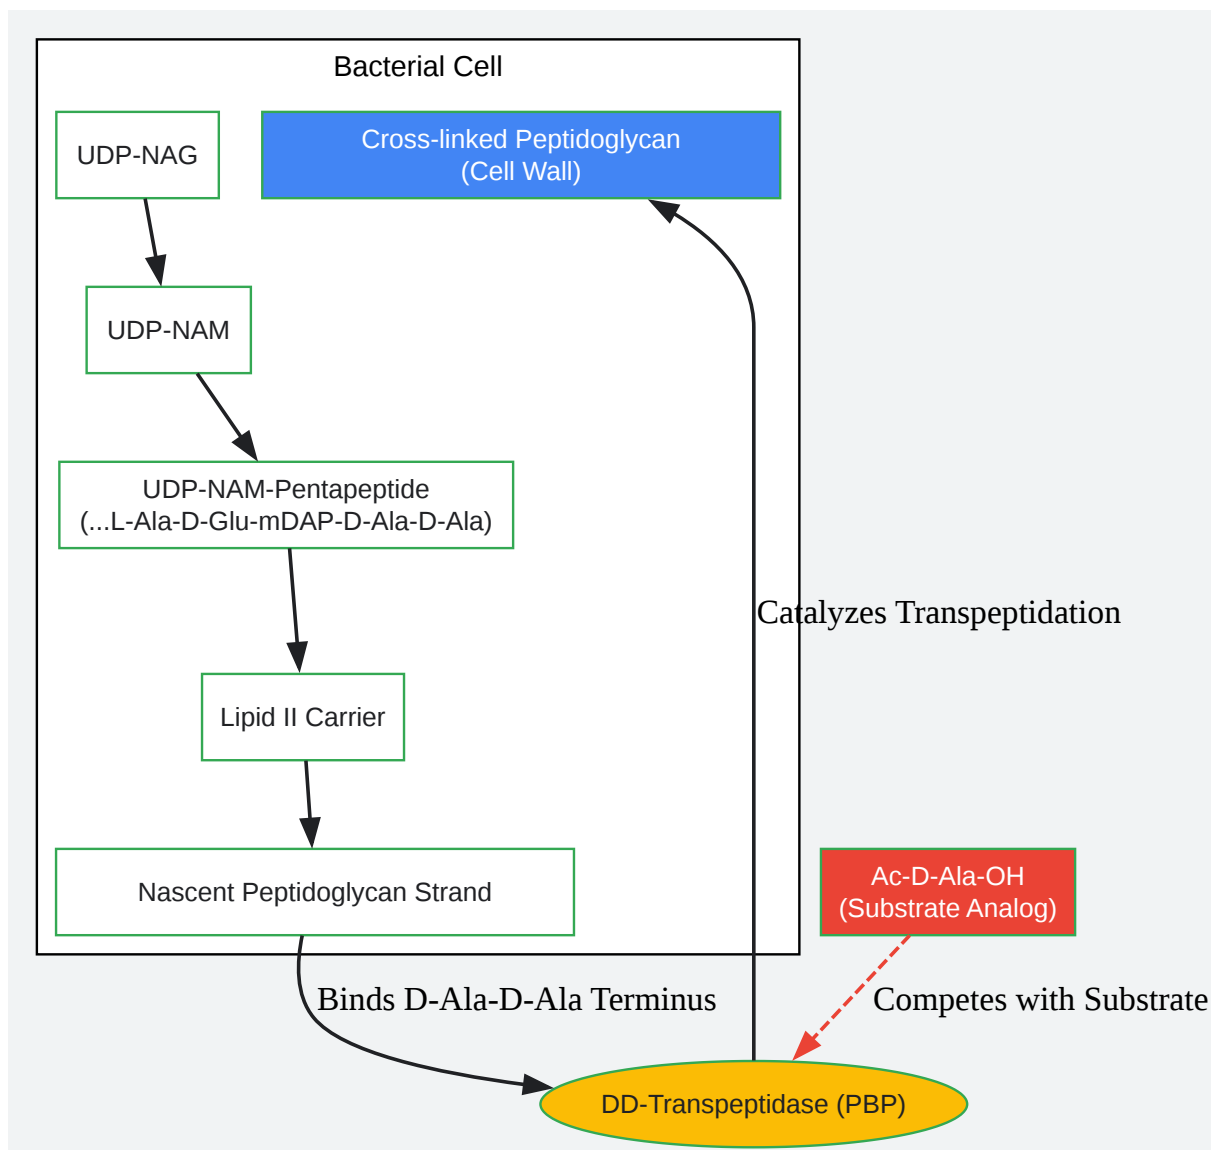 Bacterial Cell
UDP-NAG
Cross-linked Peptidoglycan
(Cell Wall)
UDP-NAM
UDP-NAM-Pentapeptide
(...L-Ala-D-Glu-mDAP-D-Ala-D-Ala)
Catalyzes Transpeptidation
Lipid II Carrier
Nascent Peptidoglycan Strand
Ac-D-Ala-OH
(Substrate Analog)
Binds D-Ala-D-Ala Terminus
Competes with Substrate
DD-Transpeptidase (PBP)